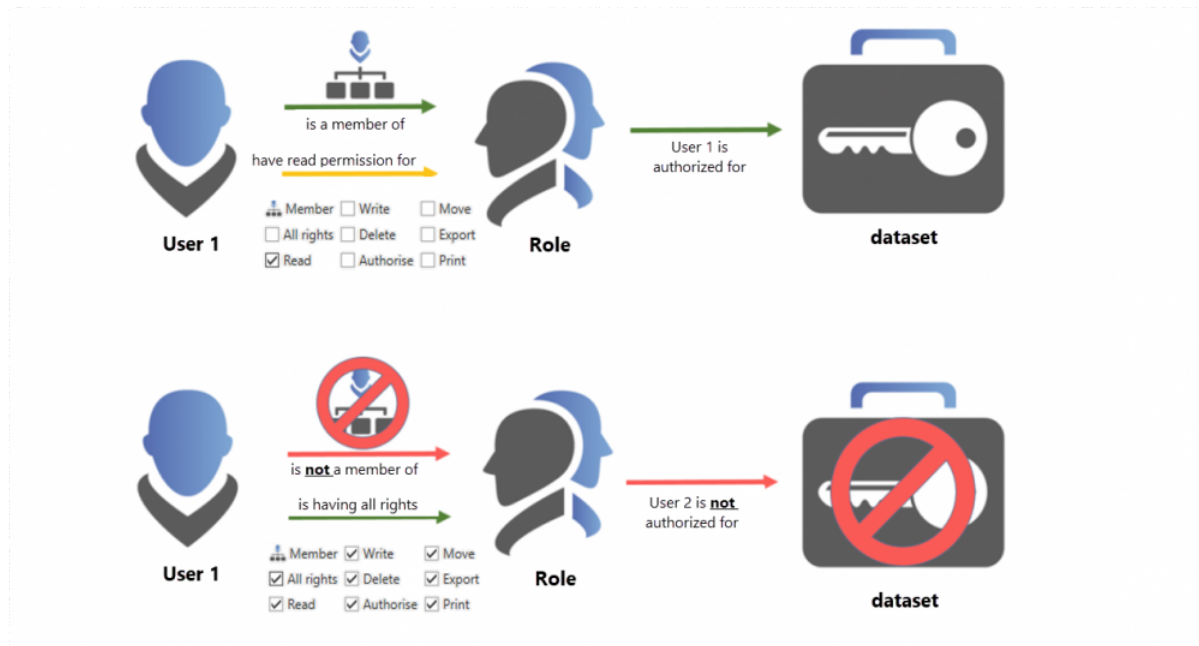 is a member of
have read permission for
User 1 is
authorized for
Member Write Move
All rights Delete Export
Read Authorise Print
User 1
Role
dataset
is not a member of
is having all rights
User 2 is not
authorized for
Member Write Move
All rights Delete Export
Read Authorise Print
User 1
Role
dataset